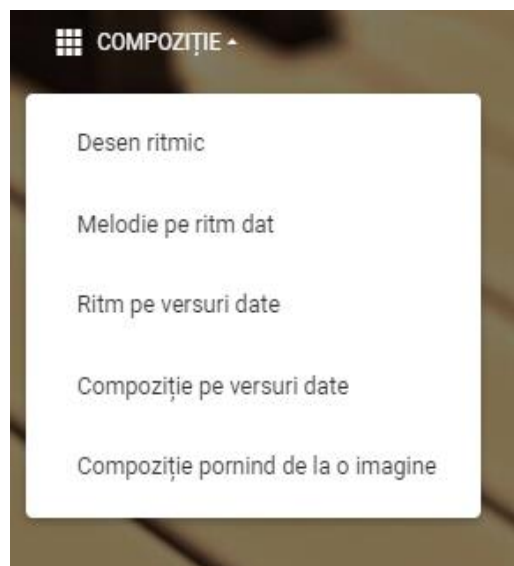 COMPOZIȚIE
Desen ritmic
Melodie pe ritm dat
Ritm pe versuri date
Compoziție pe versuri date
Compoziție pornind de la o imagine